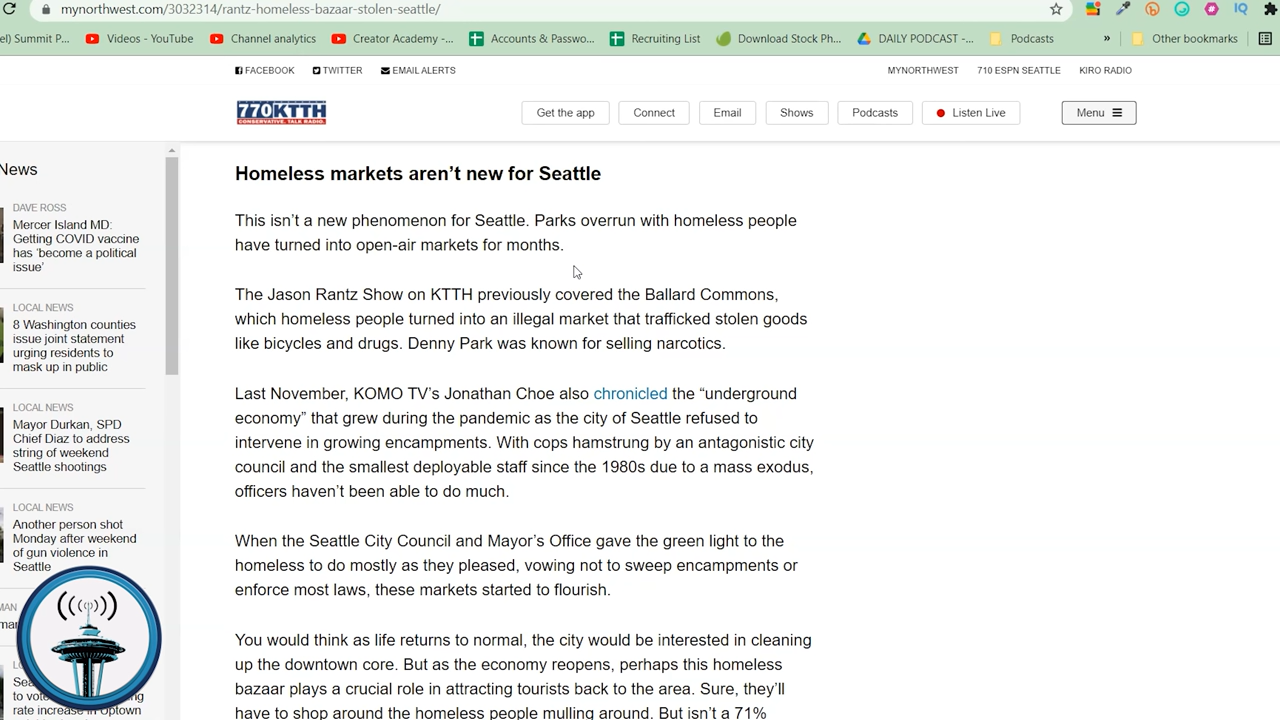 mynorthwest.com/3032314/rantz-homeless-bazaar-stolen-seattle/
el) Summit P... Videos - YouTube Channel analytics Creator Academy -... Accounts & Passwo... Recruiting List Download Stock Ph... DAILY PODCAST -... Podcasts » Other bookmarks
FACEBOOK TWITTER EMAIL ALERTS MYNORTHWEST 710 ESPN SEATTLE KIRO RADIO
770KTTH
CONSERVATIVE. TALK RADIO.
Get the app Connect Email Shows Podcasts Listen Live Menu
News
DAVE ROSS
Mercer Island MD:
Getting COVID vaccine
has ‘become a political
issue’
LOCAL NEWS
8 Washington counties
issue joint statement
urging residents to
mask up in public
LOCAL NEWS
Mayor Durkan, SPD
Chief Diaz to address
string of weekend
Seattle shootings
LOCAL NEWS
Another person shot
Monday after weekend
of gun violence in
Seattle
Homeless markets aren’t new for Seattle
This isn’t a new phenomenon for Seattle. Parks overrun with homeless people
have turned into open-air markets for months.
The Jason Rantz Show on KTTH previously covered the Ballard Commons,
which homeless people turned into an illegal market that trafficked stolen goods
like bicycles and drugs. Denny Park was known for selling narcotics.
Last November, KOMO TV’s Jonathan Choe also chronicled the “underground
economy” that grew during the pandemic as the city of Seattle refused to
intervene in growing encampments. With cops hamstrung by an antagonistic city
council and the smallest deployable staff since the 1980s due to a mass exodus,
officers haven’t been able to do much.
When the Seattle City Council and Mayor’s Office gave the green light to the
homeless to do mostly as they pleased, vowing not to sweep encampments or
enforce most laws, these markets started to flourish.
You would think as life returns to normal, the city would be interested in cleaning
up the downtown core. But as the economy reopens, perhaps this homeless
bazaar plays a crucial role in attracting tourists back to the area. Sure, they’ll
have to shop around the homeless people mulling around. But isn’t a 71%